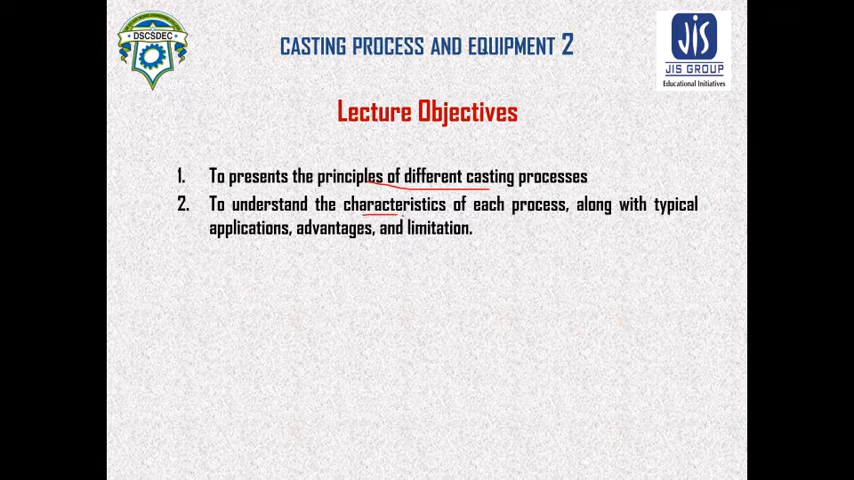 DSCSDEC
CASTING PROCESS AND EQUIPMENT 2
JIS
JIS GROUP
Educational Initiatives
Lecture Objectives
1. To presents the principles of different casting processes
2. To understand the characteristics of each process, along with typical
applications, advantages, and limitation.